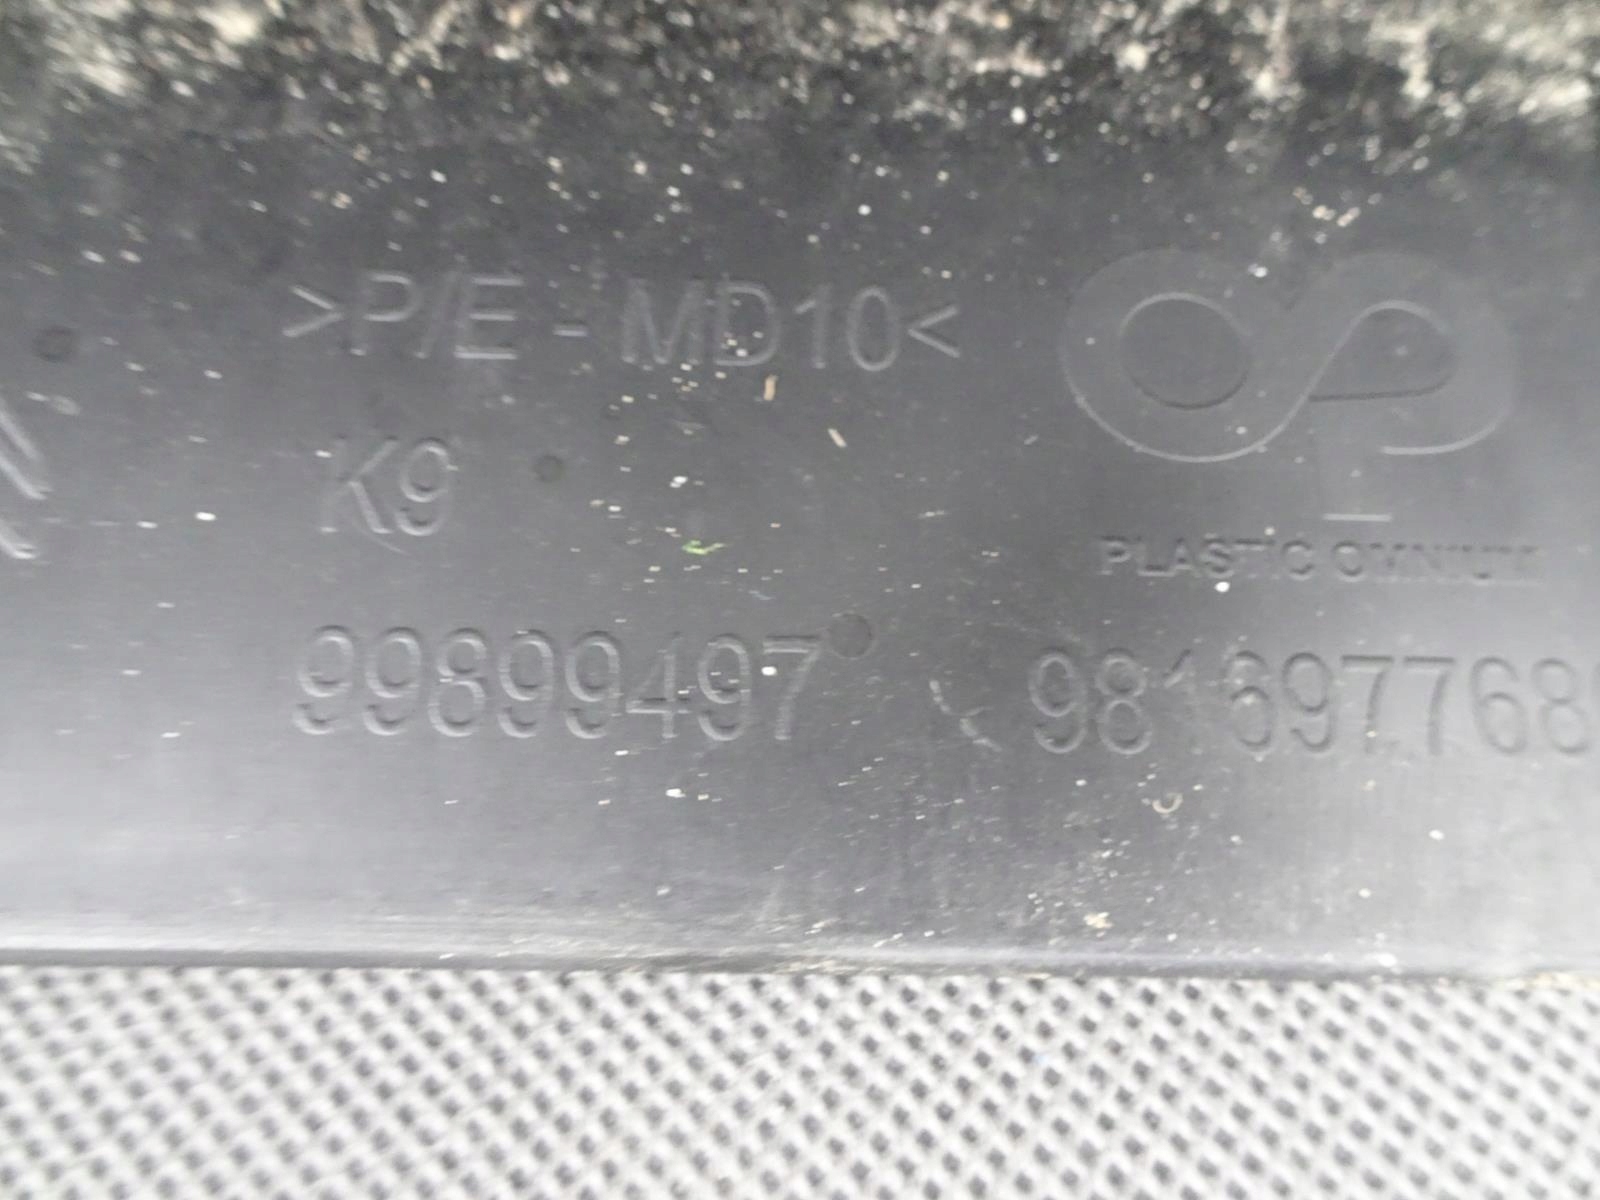 >P/E - MD10<
K9
PLASTIC OMNIUM
99899497
981697768